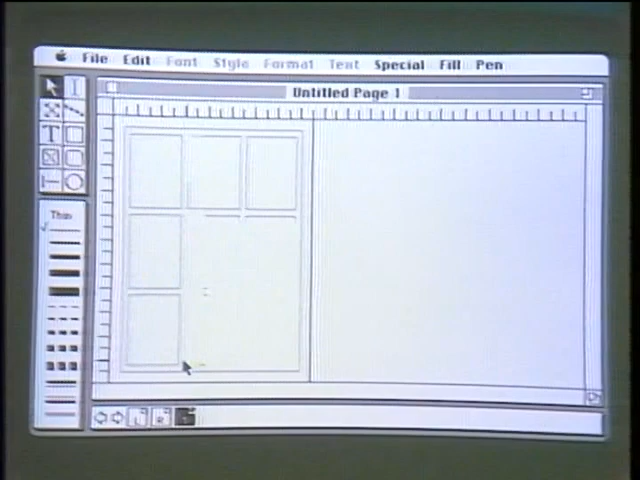 File Edit Font Style Format Text Special Fill Pen
Untitled Page 1
T
Thin
L R